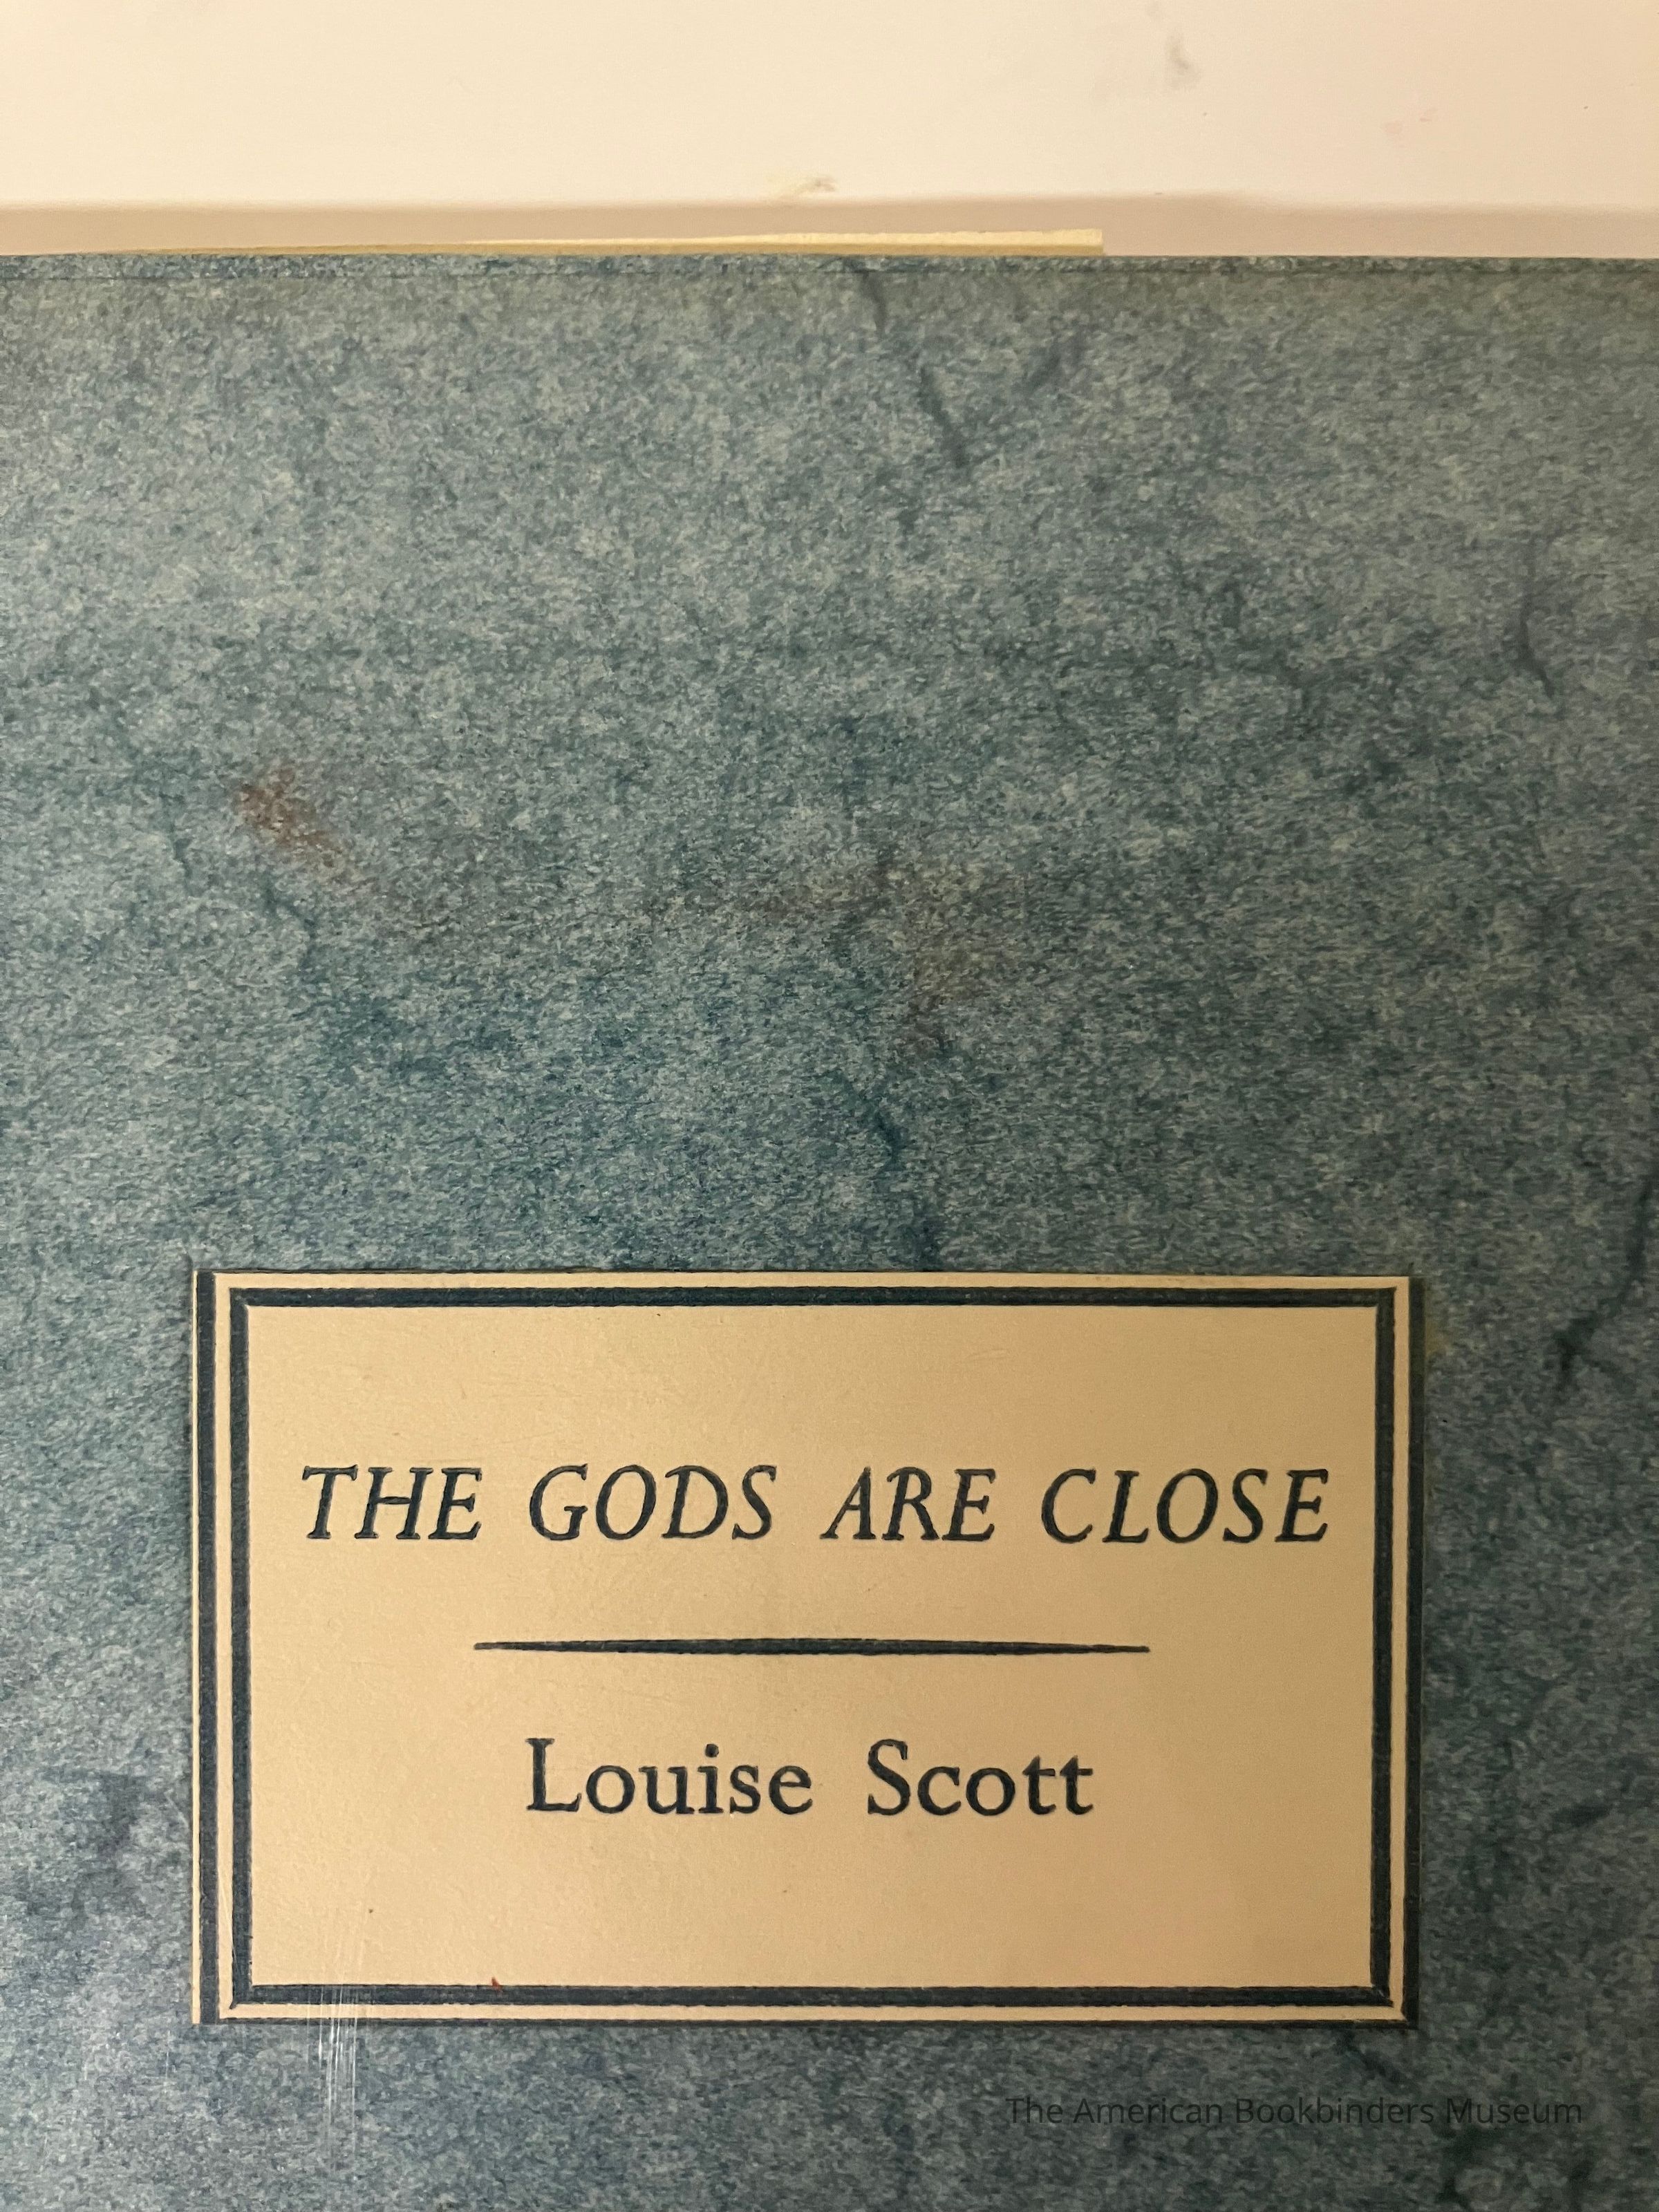 THE GODS ARE CLOSE
Louise Scott
The American Bookbinders Museum